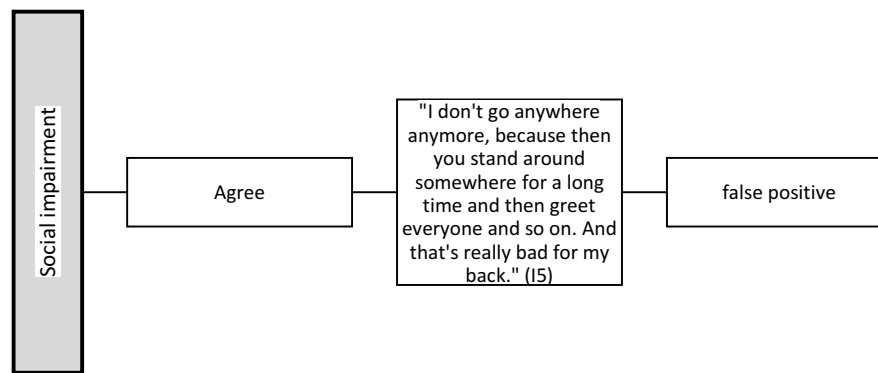 Social impairment
Agree
"I don't go anywhere
anymore, because then
you stand around
somewhere for a long
time and then greet
everyone and so on. And
that's really bad for my
back." (I5)
false positive